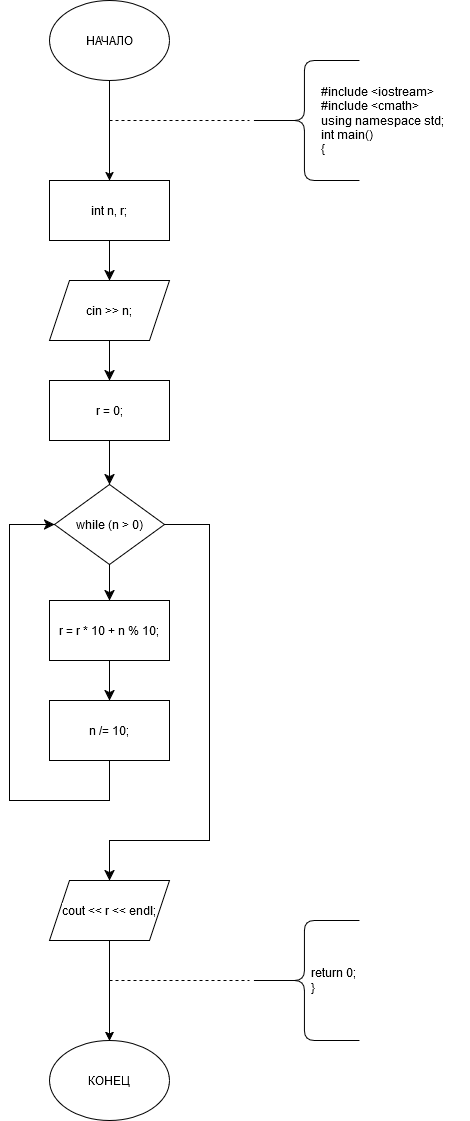 НАЧАЛО
#include <iostream>
#include <cmath>
using namespace std;
int main()
{
int n, r;
cin >> n;
r = 0;
while (n > 0)
r = r * 10 + n % 10;
n /= 10;
cout << r << endl;
return 0;
}
КОНЕЦ